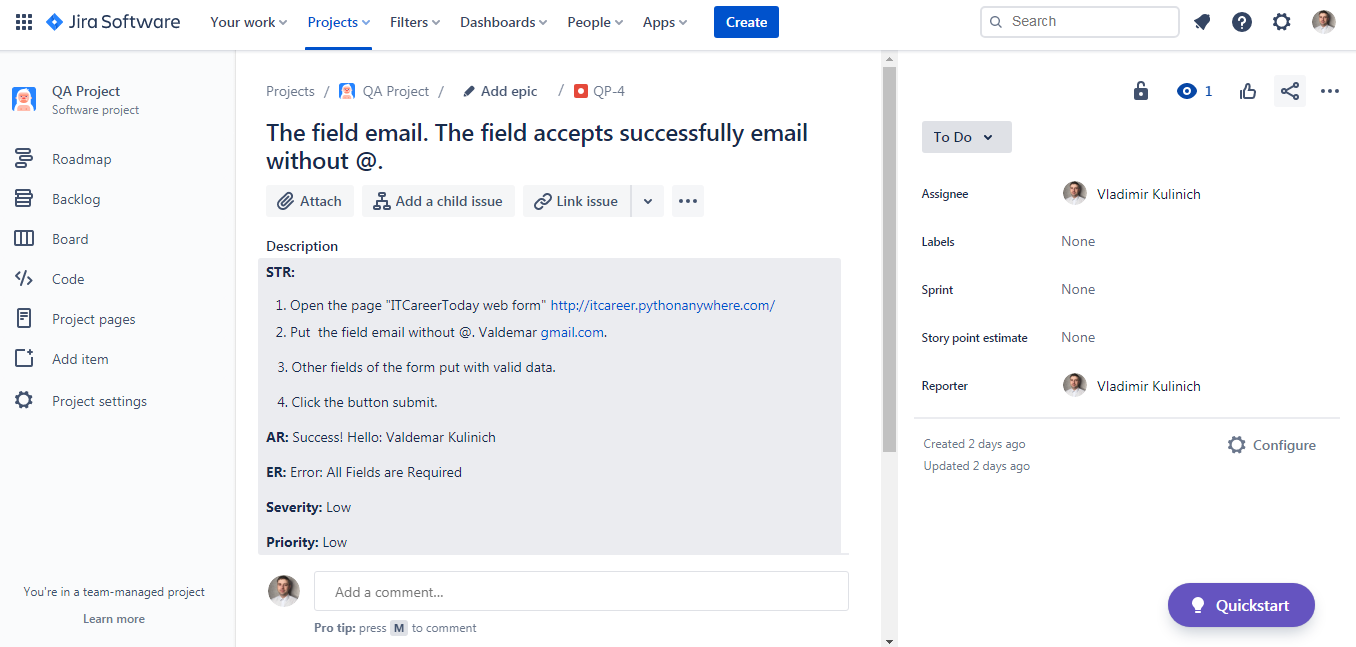 Jira Software Your work Projects Filters Dashboards People Apps Create Search
QA Project
Software project
Roadmap
Backlog
Board
Code
Project pages
Add item
Project settings
You're in a team-managed project
Learn more
Projects / QA Project / Add epic / QP-4
The field email. The field accepts successfully email
without @.
Attach Add a child issue Link issue
Description
STR:
1. Open the page "ITCareerToday web form" http://itcareer.pythonanywhere.com/
2. Put the field email without @. Valdemar gmail.com.
3. Other fields of the form put with valid data.
4. Click the button submit.
AR: Success! Hello: Valdemar Kulinich
ER: Error: All Fields are Required
Severity: Low
Priority: Low
Add a comment...
Pro tip: press M to comment
1
To Do
Assignee Vladimir Kulinich
Labels None
Sprint None
Story point estimate None
Reporter Vladimir Kulinich
Created 2 days ago Configure
Updated 2 days ago
Quickstart